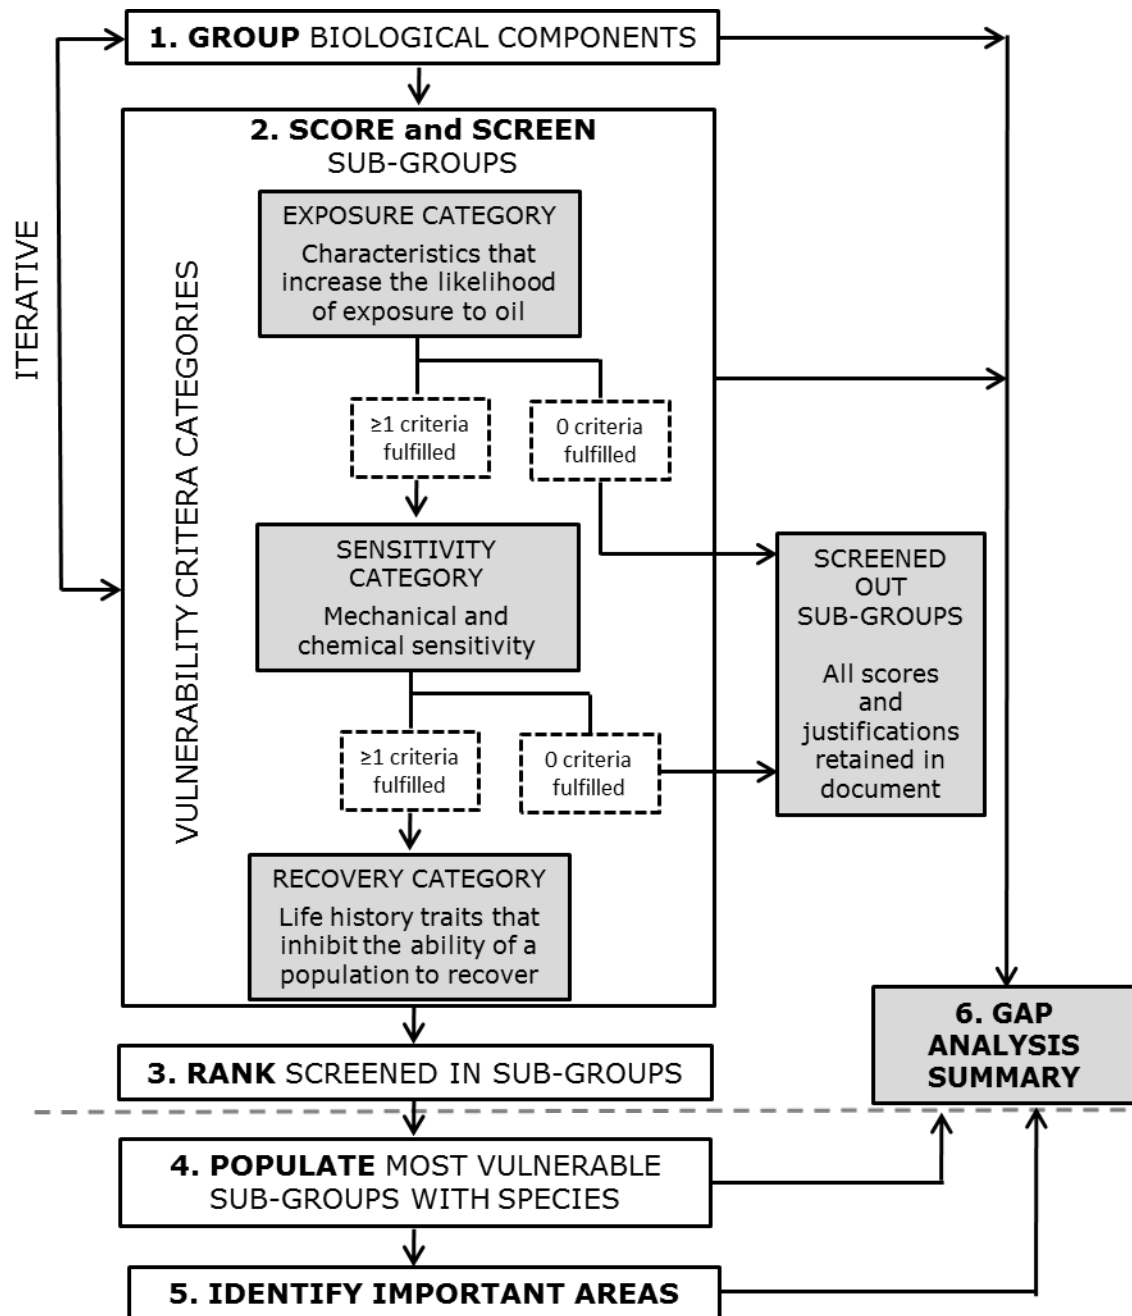 1. GROUP BIOLOGICAL COMPONENTS
ITERATIVE
VULNERABILITY CRITERA CATEGORIES
2. SCORE and SCREEN
SUB-GROUPS
EXPOSURE CATEGORY
Characteristics that
increase the likelihood
of exposure to oil
≥1 criteria
fulfilled
0 criteria
fulfilled
SENSITIVITY
CATEGORY
Mechanical and
chemical sensitivity
≥1 criteria
fulfilled
0 criteria
fulfilled
SCREENED
OUT
SUB-GROUPS
All scores
and
justifications
retained in
document
RECOVERY CATEGORY
Life history traits that
inhibit the ability of a
population to recover
3. RANK SCREENED IN SUB-GROUPS
6. GAP
ANALYSIS
SUMMARY
4. POPULATE MOST VULNERABLE
SUB-GROUPS WITH SPECIES
5. IDENTIFY IMPORTANT AREAS